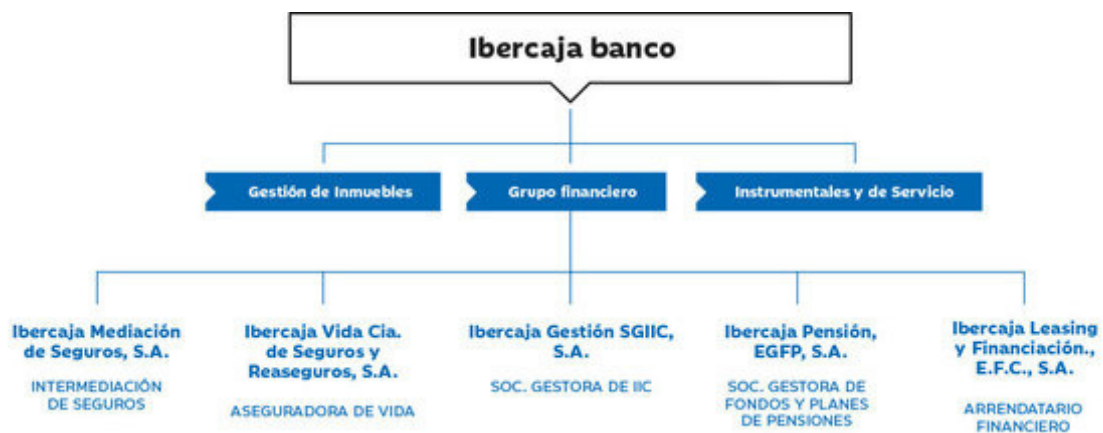 Ibercaja banco
Gestión de Inmuebles
Grupo financiero
Instrumentales y de Servicio
Ibercaja Mediación
de Seguros, S.A.
INTERMEDIACIÓN
DE SEGUROS
Ibercaja Vida Cia.
de Seguros y
Reaseguros, S.A.
ASEGURADORA DE VIDA
Ibercaja Gestión SGIIC,
S.A.
SOC. GESTORA DE IIC
Ibercaja Pensión,
EGFP, S.A.
SOC. GESTORA DE
FONDOS Y PLANES
DE PENSIONES
Ibercaja Leasing
y Financiación.,
E.F.C., S.A.
ARRENDATARIO
FINANCIERO